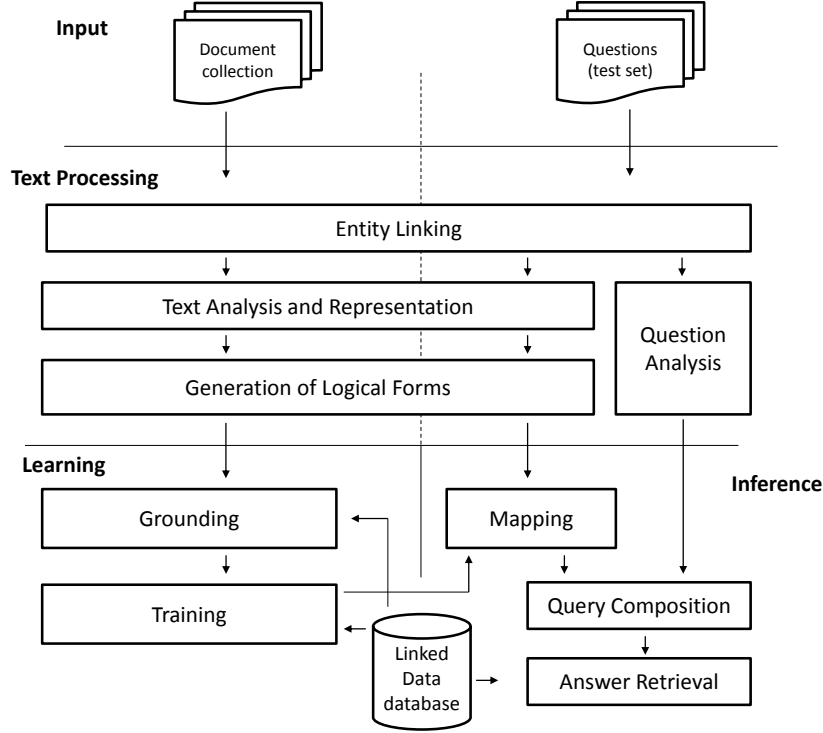 Input
Document
collection
Questions
(test set)
Text Processing
Entity Linking
Text Analysis and Representation
Question
Analysis
Generation of Logical Forms
Learning
Inference
Grounding
Mapping
Training
Query Composition
Linked
Data
database
Answer Retrieval